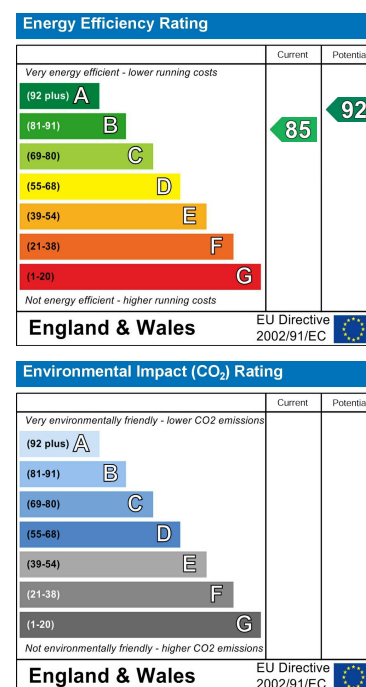 Energy Efficiency Rating
Current Potentia
Very energy efficient - lower running costs
(92 plus) A
92
(81-91) B
85
(69-80) C
(55-68) D
(39-54) E
(21-38) F
(1-20) G
Not energy efficient - higher running costs
England & Wales
EU Directive
2002/91/EC
Environmental Impact (CO₂) Rating
Current Potentia
Very environmentally friendly - lower CO2 emissions
(92 plus) A
(81-91) B
(69-80) C
(55-68) D
(39-54) E
(21-38) F
(1-20) G
Not environmentally friendly - higher CO2 emissions
England & Wales
EU Directive
2002/91/EC